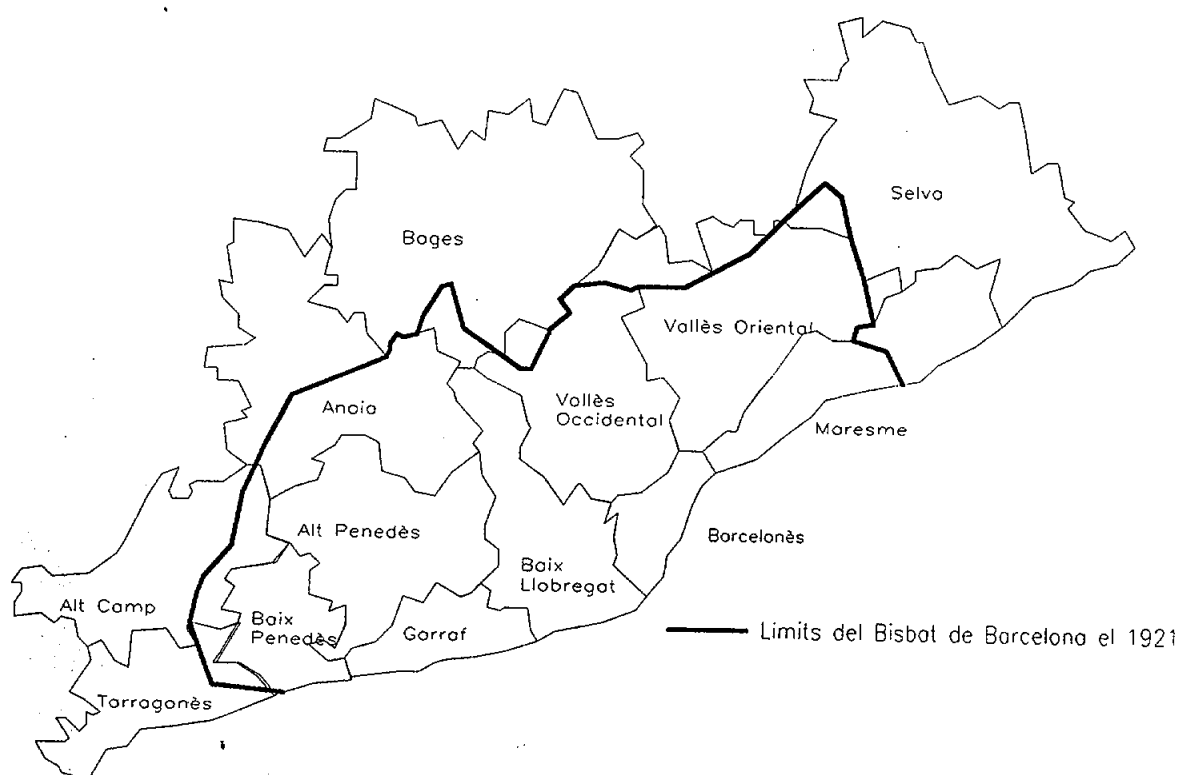 Selva
Bages
Vallès Oriental
Anoia
Vallès
Occidental
Maresme
Alt Penedès
Barcelonès
Baix
Llobregat
Alt Camp
Baix
Penedès
Garraf
Limits del Bisbat de Barcelona el 1921
Tarragonès